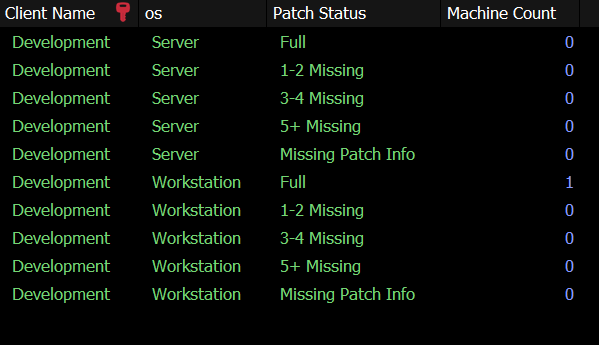 Client Name os Patch Status Machine Count
Development Server Full 0
Development Server 1-2 Missing 0
Development Server 3-4 Missing 0
Development Server 5+ Missing 0
Development Server Missing Patch Info 0
Development Workstation Full 1
Development Workstation 1-2 Missing 0
Development Workstation 3-4 Missing 0
Development Workstation 5+ Missing 0
Development Workstation Missing Patch Info 0